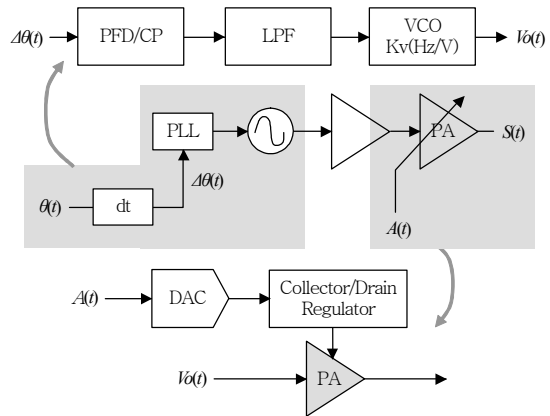 Δθ(t)
PFD/CP
LPF
VCO
Kv(Hz/V)
Vo(t)
PLL
PA
S(t)
Δθ(t)
θ(t)
dt
A(t)
A(t)
DAC
Collector/Drain
Regulator
Vo(t)
PA